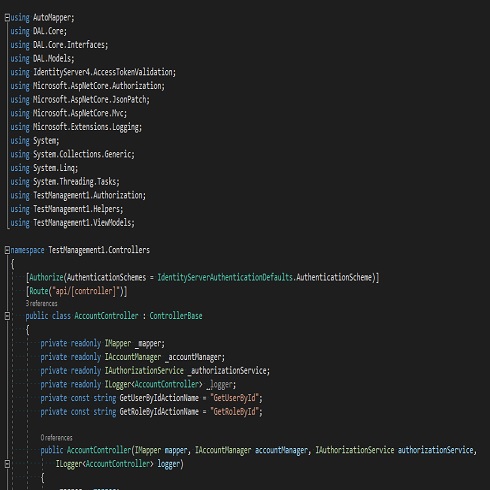 using AutoMapper;
using DAL.Core;
using DAL.Core.Interfaces;
using DAL.Models;
using IdentityServer4.AccessTokenValidation;
using Microsoft.AspNetCore.Authorization;
using Microsoft.AspNetCore.JsonPatch;
using Microsoft.AspNetCore.Mvc;
using Microsoft.Extensions.Logging;
using System;
using System.Collections.Generic;
using System.Linq;
using System.Threading.Tasks;
using TestManagement1.Authorization;
using TestManagement1.Helpers;
using TestManagement1.ViewModels;
namespace TestManagement1.Controllers
{
[Authorize(AuthenticationSchemes = IdentityServerAuthenticationDefaults.AuthenticationScheme)]
[Route("api/[controller]")]
3 references
public class AccountController : ControllerBase
{
private readonly IMapper _mapper;
private readonly IAccountManager _accountManager;
private readonly IAuthorizationService _authorizationService;
private readonly ILogger<AccountController> _logger;
private const string GetUserByIdActionName = "GetUserById";
private const string GetRoleByIdActionName = "GetRoleById";
0 references
public AccountController(IMapper mapper, IAccountManager accountManager, IAuthorizationService authorizationService,
ILogger<AccountController> logger)
{